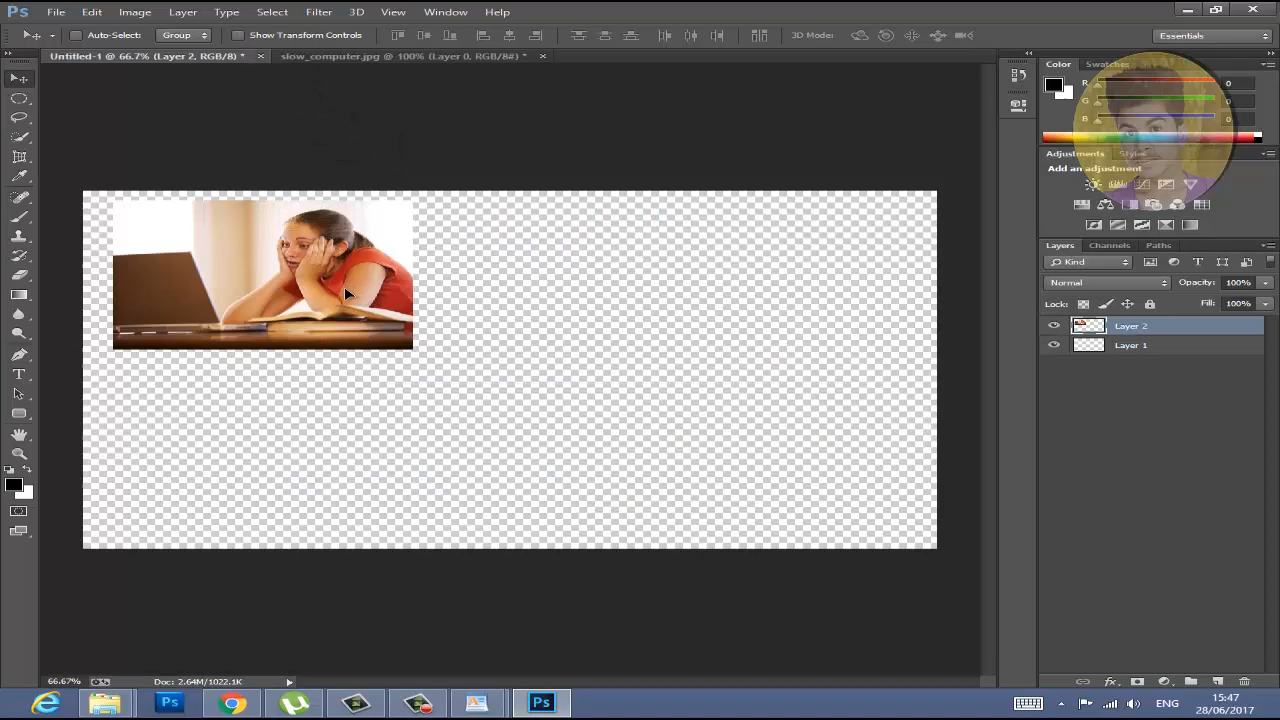 Ps File Edit Image Layer Type Select Filter 3D View Window Help
Auto-Select: Group Show Transform Controls 3D Mode: Essentials
Untitled-1 @ 66.7% (Layer 2, RGB/8) * × slow_computer.jpg @ 100% (Layer 0, RGB/8#) * ×
Color Swatches
R 0
G 0
B 0
Adjustments Styles
Add an adjustment
Layers Channels Paths
Kind
Normal Opacity: 100%
Lock: Fill: 100%
Layer 2
Layer 1
66.67% Doc: 2.64M/1022.1K
ENG 15:47
28/06/2017